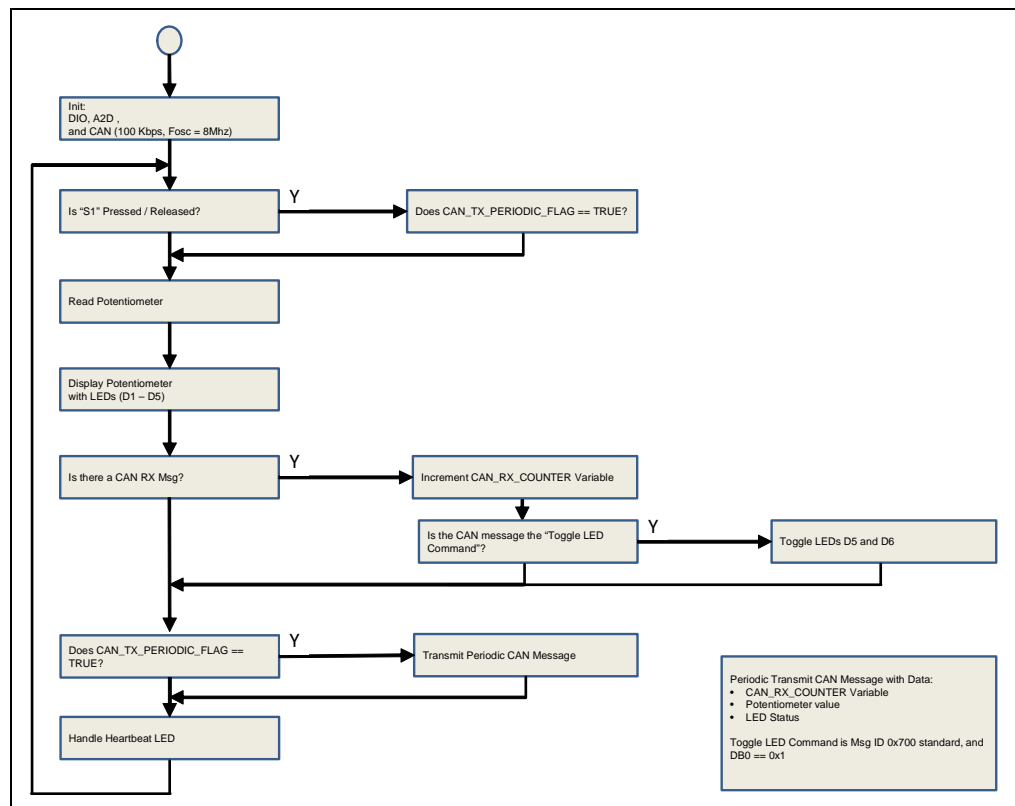 Init:
DIO, A2D ,
and CAN (100 Kbps, Fosc = 8Mhz)
Is “S1” Pressed / Released?
Y
Does CAN_TX_PERIODIC_FLAG == TRUE?
Read Potentiometer
Display Potentiometer
with LEDs (D1 – D5)
Is there a CAN RX Msg?
Y
Increment CAN_RX_COUNTER Variable
Is the CAN message the “Toggle LED
Command”?
Y
Toggle LEDs D5 and D6
Does CAN_TX_PERIODIC_FLAG ==
TRUE?
Y
Transmit Periodic CAN Message
Handle Heartbeat LED
Periodic Transmit CAN Message with Data:
• CAN_RX_COUNTER Variable
• Potentiometer value
• LED Status
Toggle LED Command is Msg ID 0x700 standard, and
DB0 == 0x1